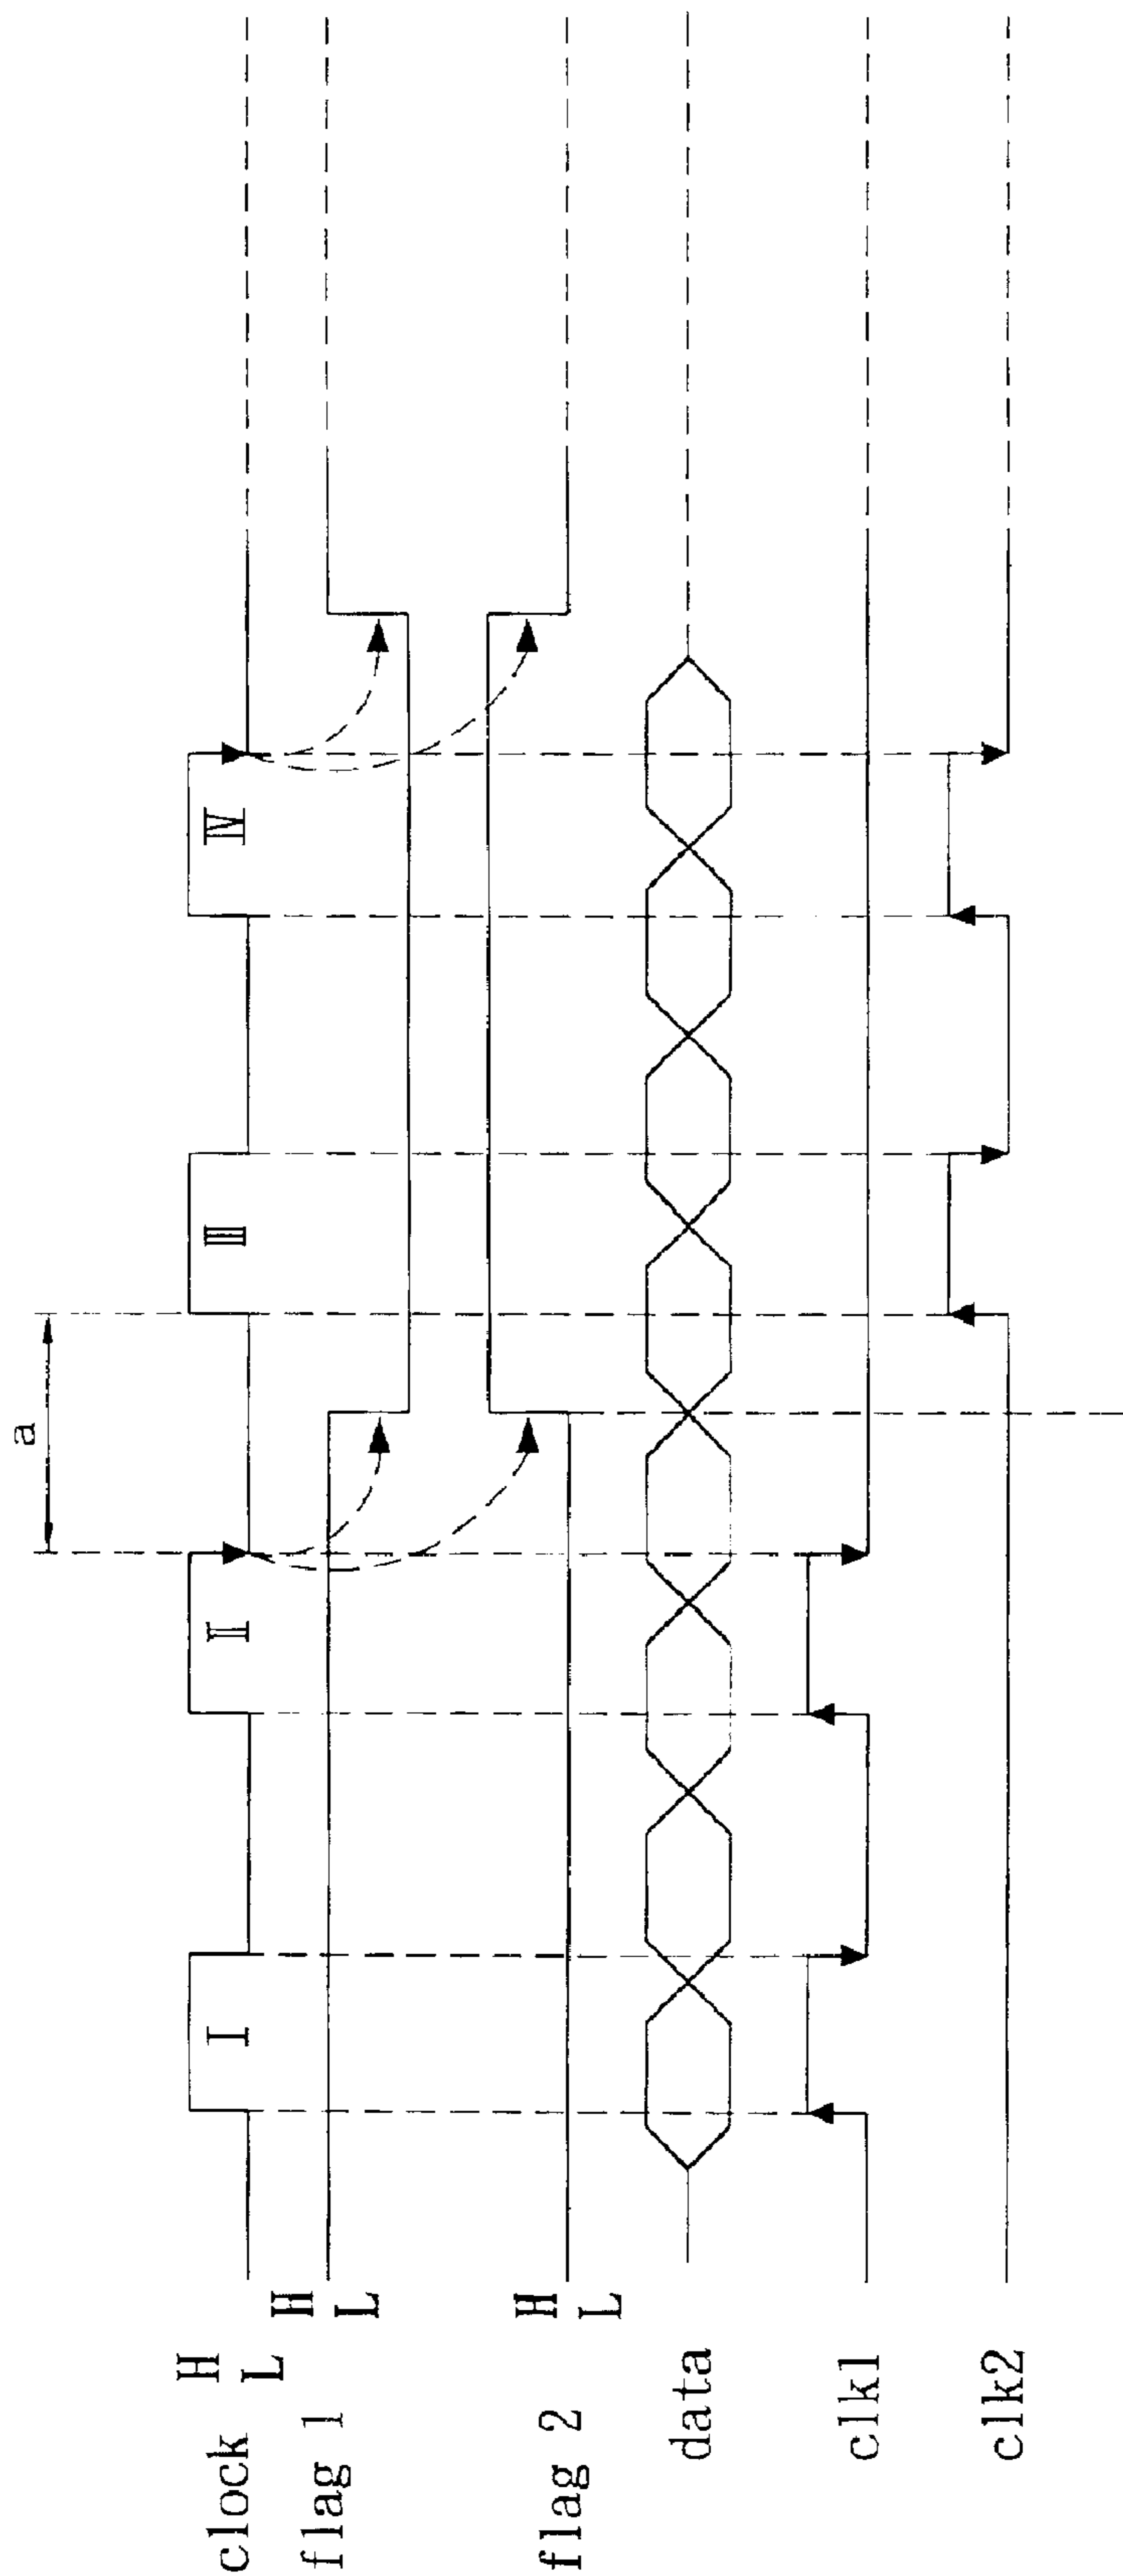 a
clock H
L
I Ⅱ Ⅲ Ⅳ
flag 1 H
L
flag 2 H
L
data
clk1
clk2